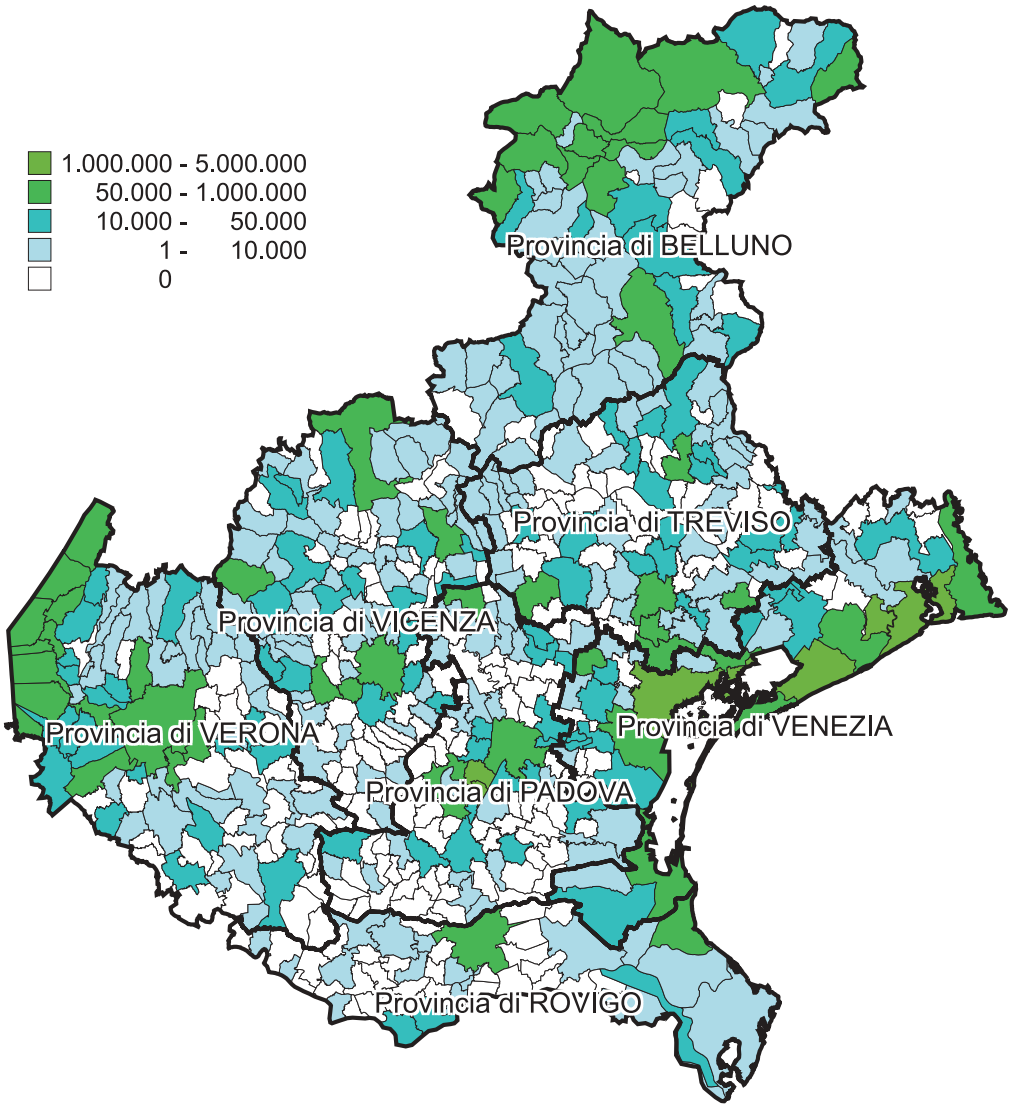 1.000.000 - 5.000.000
50.000 - 1.000.000
10.000 - 50.000
1 - 10.000
0
Provincia di BELLUNO
Provincia di TREVISO
Provincia di VICENZA
Provincia di VERONA
Provincia di VENEZIA
Provincia di PADOVA
Provincia di ROVIGO